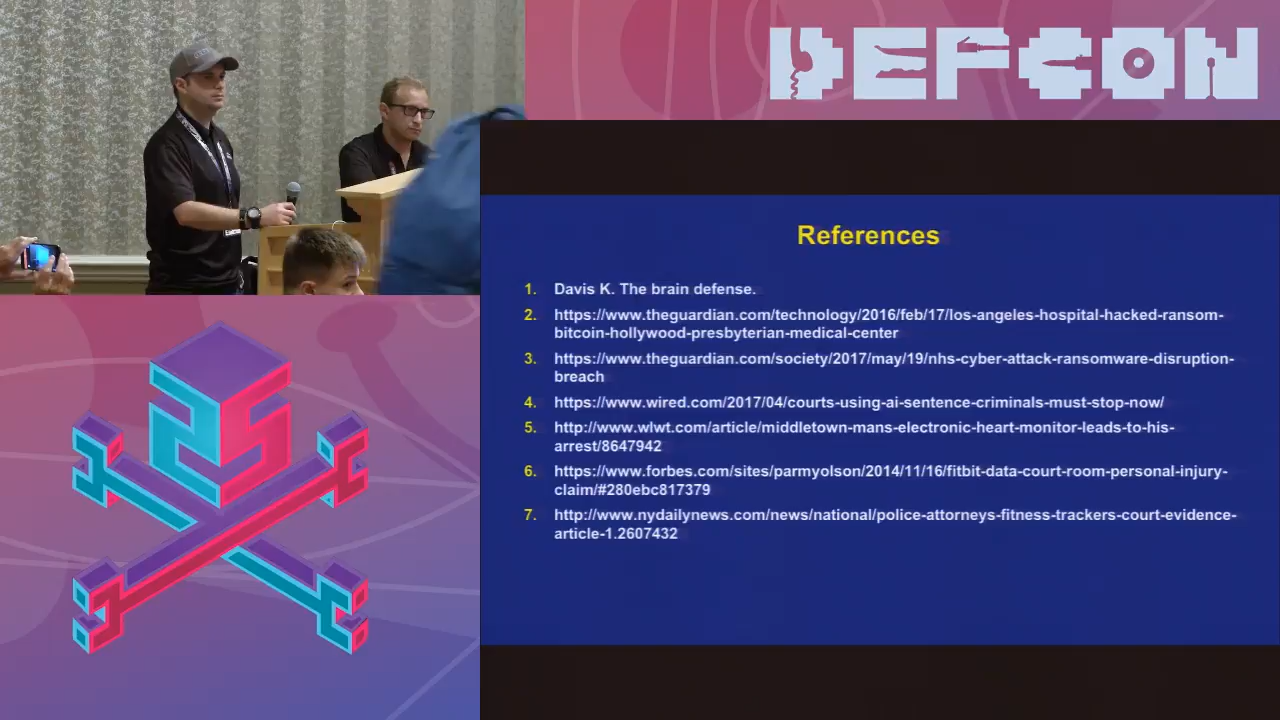 DEFCON
References
1. Davis K. The brain defense.
2. https://www.theguardian.com/technology/2016/feb/17/los-angeles-hospital-hacked-ransom-
bitcoin-hollywood-presbyterian-medical-center
3. https://www.theguardian.com/society/2017/may/19/nhs-cyber-attack-ransomware-disruption-
breach
4. https://www.wired.com/2017/04/courts-using-ai-sentence-criminals-must-stop-now/
5. http://www.wlwt.com/article/middletown-mans-electronic-heart-monitor-leads-to-his-
arrest/8647942
6. https://www.forbes.com/sites/parmyolson/2014/11/16/fitbit-data-court-room-personal-injury-
claim/#280ebc817379
7. http://www.nydailynews.com/news/national/police-attorneys-fitness-trackers-court-evidence-
article-1.2607432
25